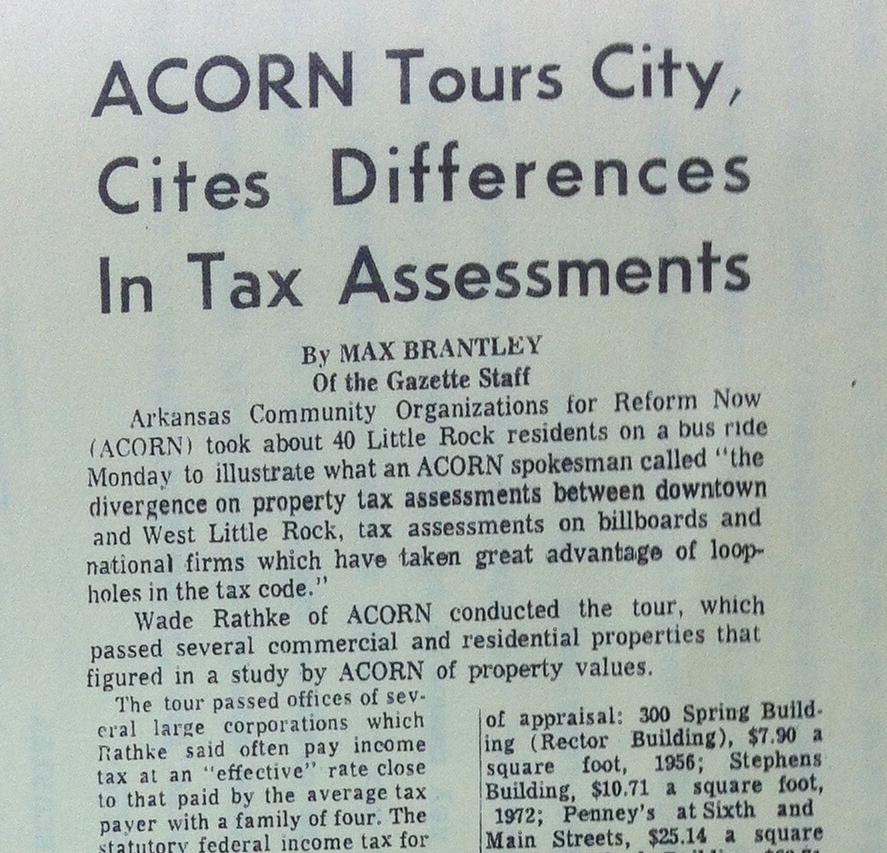 ACORN Tours City,
Cites Differences
In Tax Assessments
By MAX BRANTLEY
Of the Gazette Staff
Arkansas Community Organizations for Reform Now
(ACORN) took about 40 Little Rock residents on a bus ride
Monday to illustrate what an ACORN spokesman called "the
divergence on property tax assessments between downtown
and West Little Rock, tax assessments on billboards and
national firms which have taken great advantage of loop-
holes in the tax code."
Wade Rathke of ACORN conducted the tour, which
passed several commercial and residential properties that
figured in a study by ACORN of property values.
The tour passed offices of sev-
eral large corporations which
Rathke said often pay income
tax at an "effective" rate close
to that paid by the average tax
payer with a family of four. The
statutory federal income tax for
of appraisal: 300 Spring Build-
ing (Rector Building), $7.90 a
square foot, 1956; Stephens
Building, $10.71 a square foot,
1972; Penney's at Sixth and
Main Streets, $25.14 a square